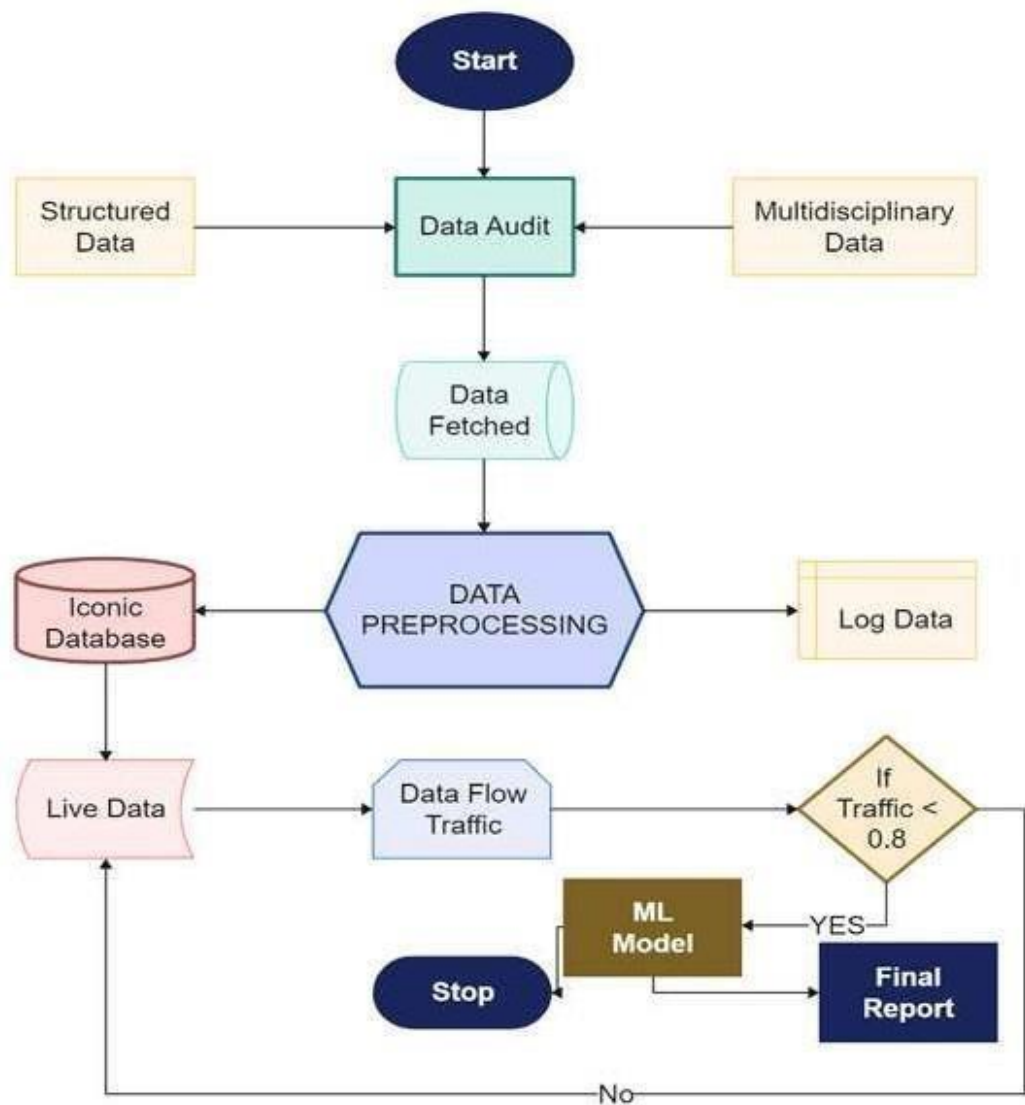 Start
Structured
Data
Data Audit
Multidisciplinary
Data
Data
Fetched
Iconic
Database
DATA
PREPROCESSING
Log Data
Live Data
Data Flow
Traffic
If
Traffic <
0.8
YES
ML
Model
Stop
Final
Report
No